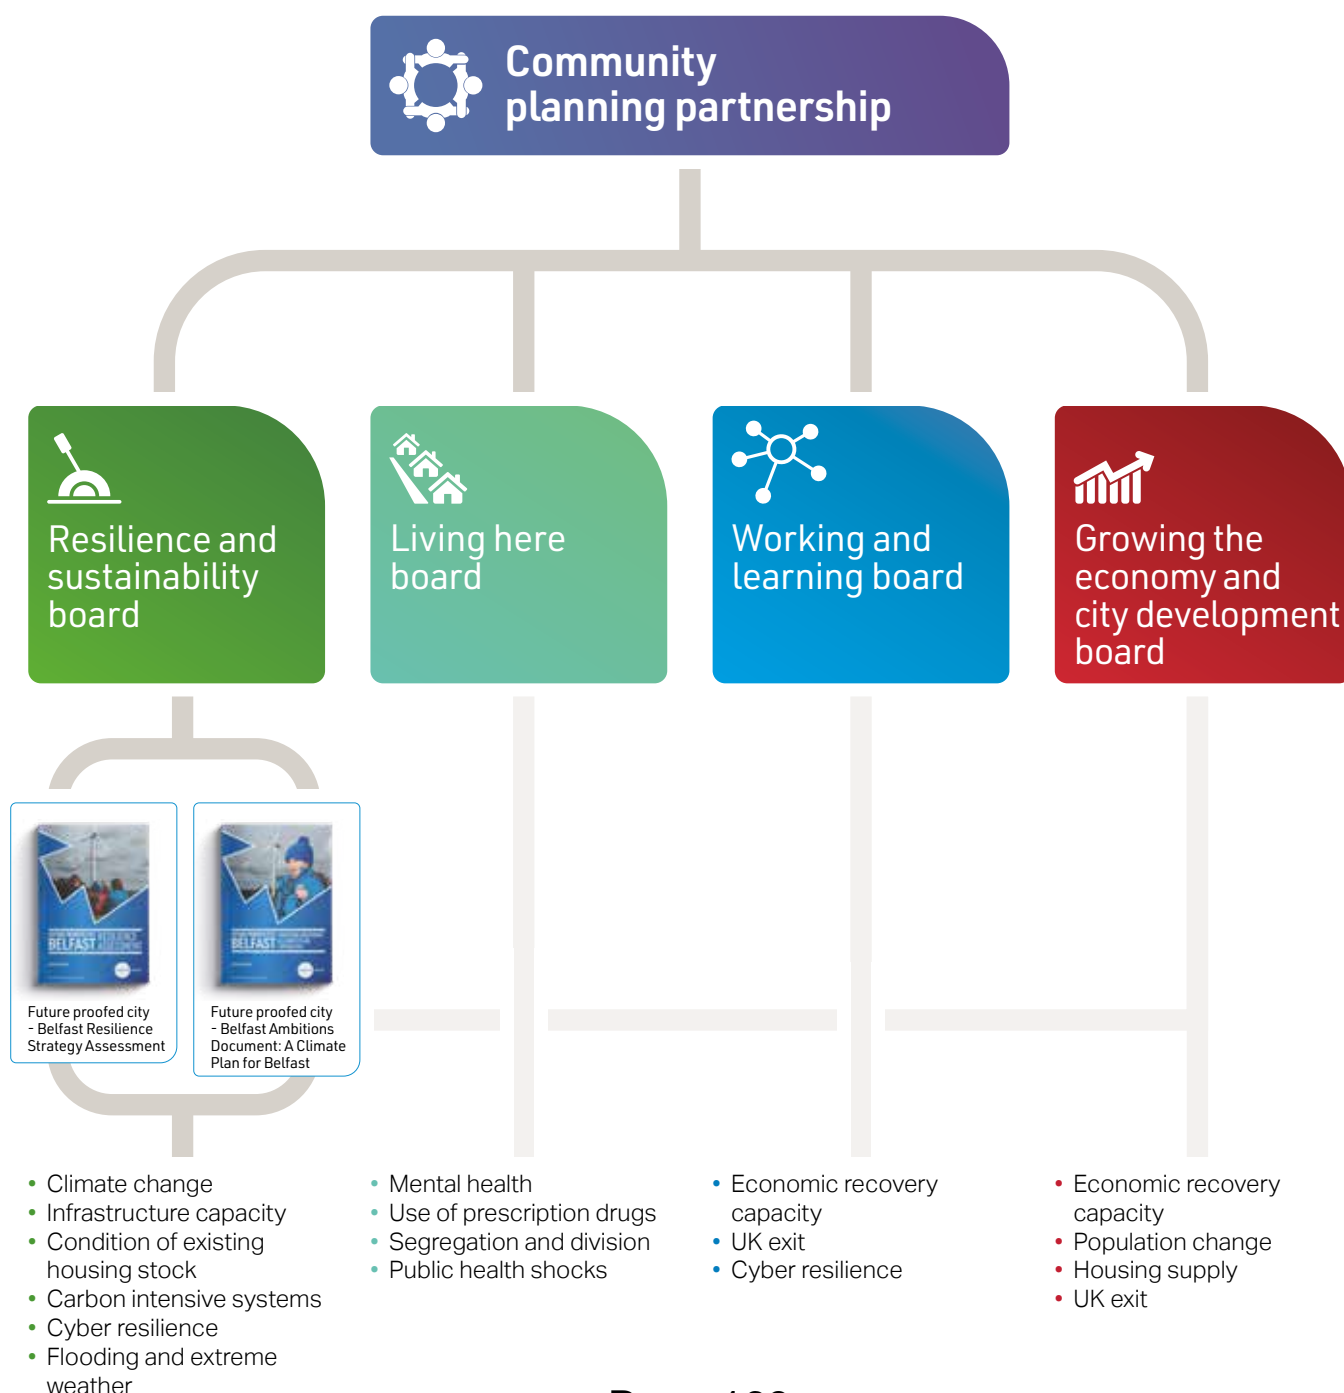 Community
planning partnership
Resilience and
sustainability
board
Living here
board
Working and
learning board
Growing the
economy and
city development
board
BELFAST
BELFAST
Future proofed city
- Belfast Resilience
Strategy Assessment
Future proofed city
- Belfast Ambitions
Document: A Climate
Plan for Belfast
• Climate change
• Infrastructure capacity
• Condition of existing
housing stock
• Carbon intensive systems
• Cyber resilience
• Flooding and extreme
weather
• Mental health
• Use of prescription drugs
• Segregation and division
• Public health shocks
• Economic recovery
capacity
• UK exit
• Cyber resilience
• Economic recovery
capacity
• Population change
• Housing supply
• UK exit